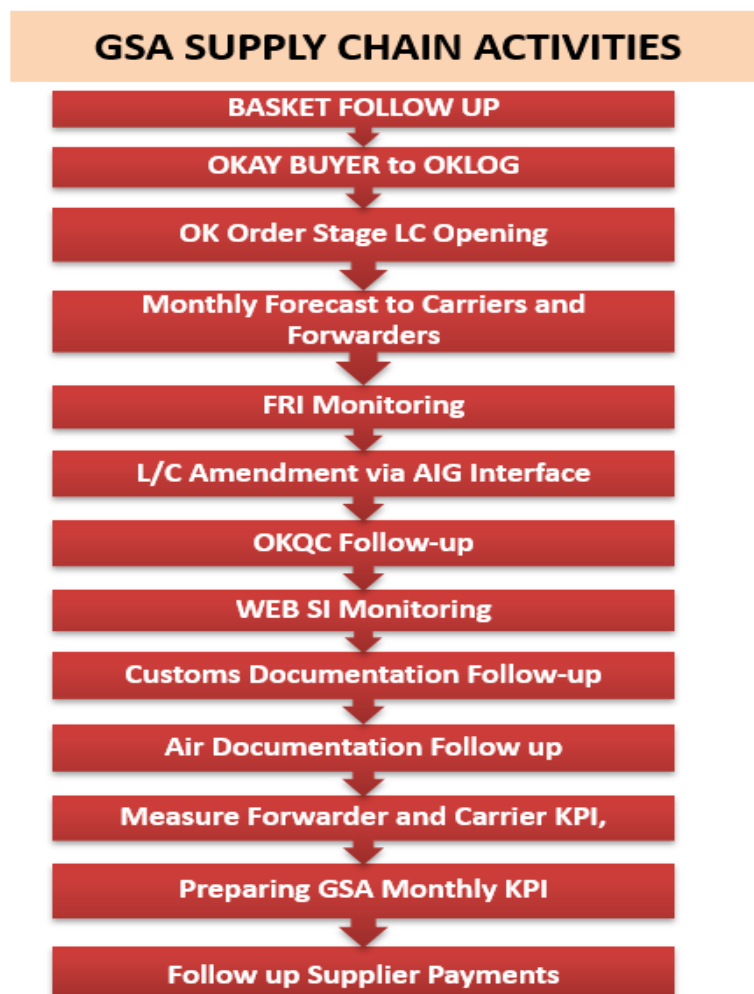 GSA SUPPLY CHAIN ACTIVITIES
BASKET FOLLOW UP
OKAY BUYER to OKLOG
OK Order Stage LC Opening
Monthly Forecast to Carriers and
Forwarders
FRI Monitoring
L/C Amendment via AIG Interface
OKQC Follow-up
WEB SI Monitoring
Customs Documentation Follow-up
Air Documentation Follow up
Measure Forwarder and Carrier KPI,
Preparing GSA Monthly KPI
Follow up Supplier Payments